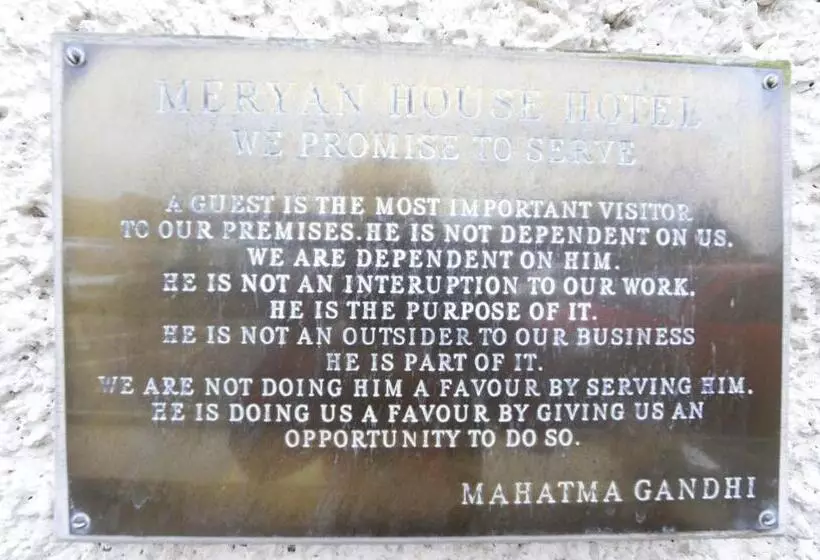 MERYAN HOUSE HOTEL
WE PROMISE TO SERVE
A GUEST IS THE MOST IMPORTANT VISITOR
TO OUR PREMISES. HE IS NOT DEPENDENT ON US.
WE ARE DEPENDENT ON HIM.
HE IS NOT AN INTERUPTION TO OUR WORK.
HE IS THE PURPOSE OF IT.
HE IS NOT AN OUTSIDER TO OUR BUSINESS
HE IS PART OF IT.
WE ARE NOT DOING HIM A FAVOUR BY SERVING HIM.
HE IS DOING US A FAVOUR BY GIVING US AN
OPPORTUNITY TO DO SO.
MAHATMA GANDHI